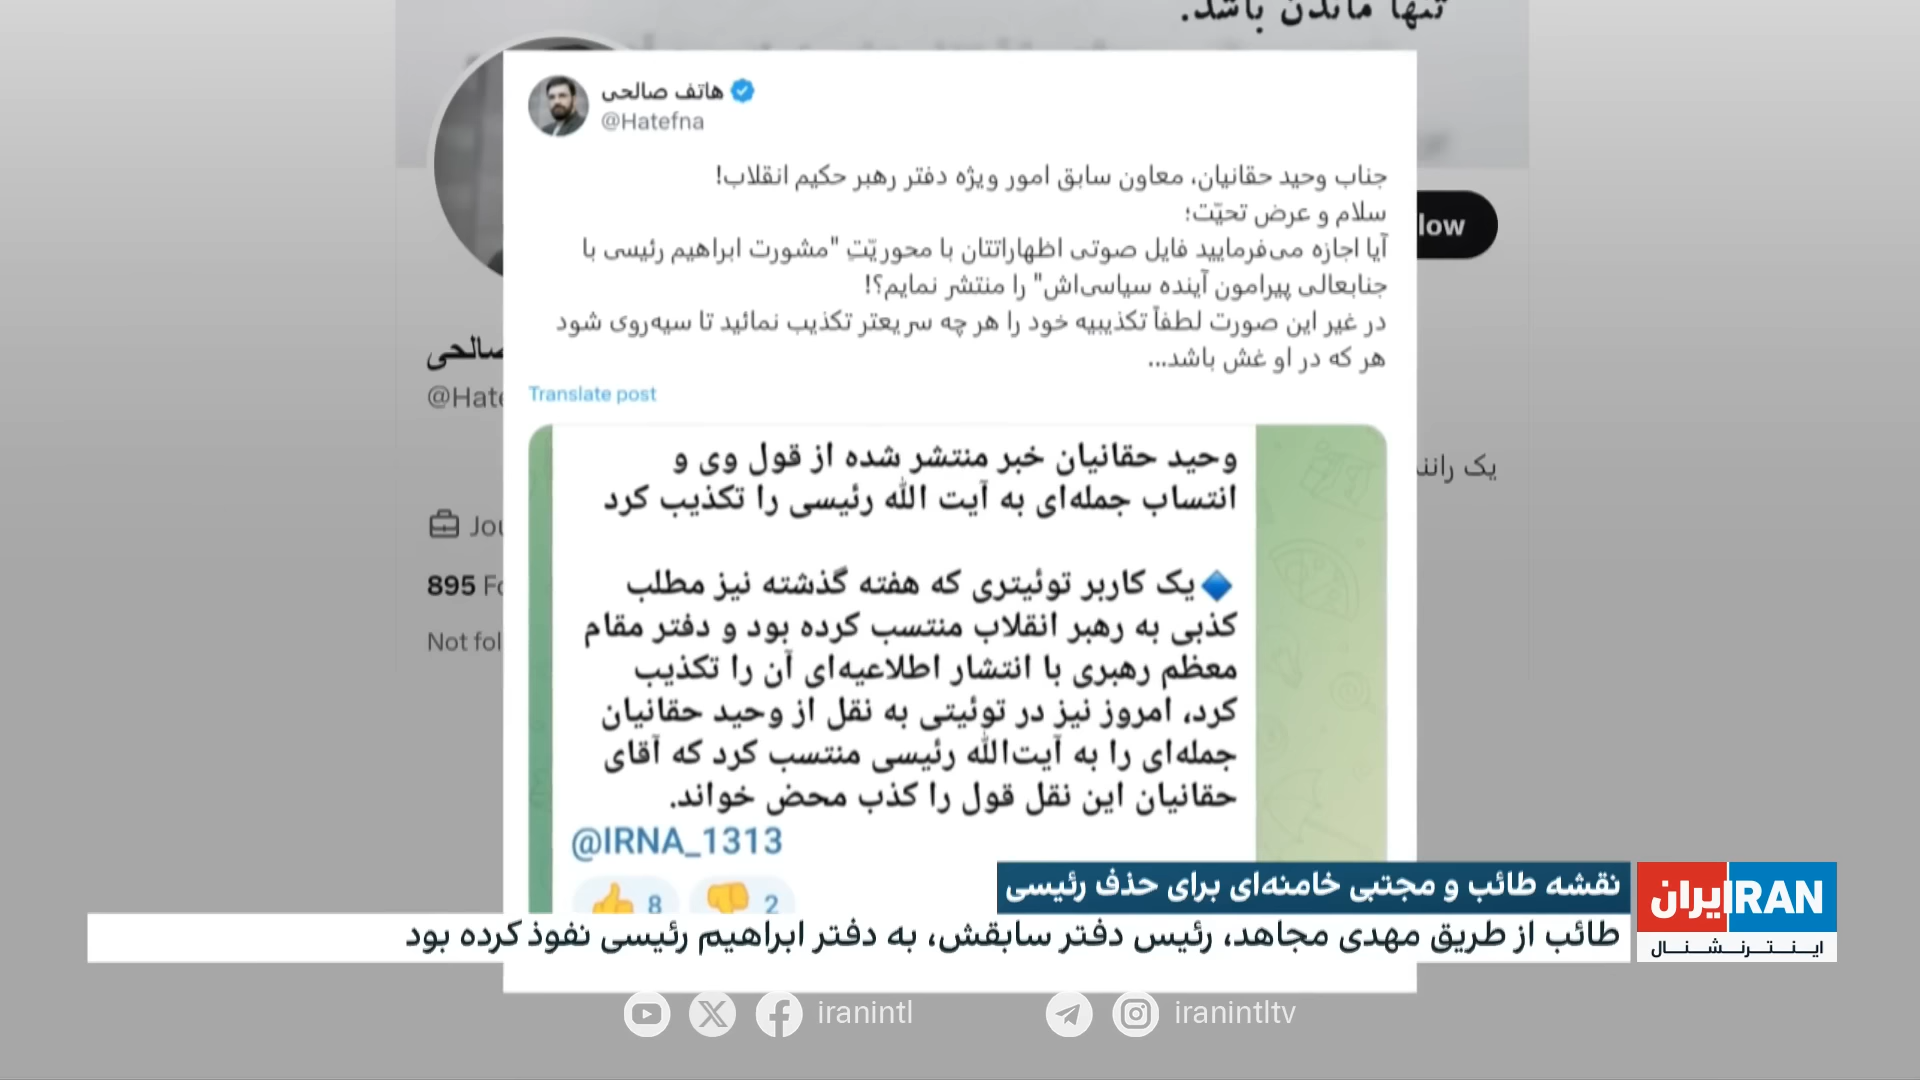 تنها ماندن باشد.
هاتف صالحی
@Hatefna
جناب وحید حقانیان، معاون سابق امور ویژه دفتر رهبر حکیم انقلاب!
سلام و عرض تحیّت؛
آیا اجازه می‌فرمایید فایل صوتی اظهاراتتان با محوریّتِ "مشورت ابراهیم رئیسی با
جنابعالی پیرامون آینده سیاسی‌اش" را منتشر نمایم؟!
در غیر این صورت لطفاً تکذیبیه خود را هر چه سریعتر تکذیب نمائید تا سیه‌روی شود
هر که در او غش باشد...
Translate post
low
صالحی
@Hate
یک رانند
Jou
895 Fo
Not fol
وحید حقانیان خبر منتشر شده از قول وی و
انتساب جمله‌ای به آیت الله رئیسی را تکذیب کرد
یک کاربر توئیتری که هفته گذشته نیز مطلب
کذبی به رهبر انقلاب منتسب کرده بود و دفتر مقام
معظم رهبری با انتشار اطلاعیه‌ای آن را تکذیب
کرد، امروز نیز در توئیتی به نقل از وحید حقانیان
جمله‌ای را به آیت‌الله رئیسی منتسب کرد که آقای
حقانیان این نقل قول را کذب محض خواند.
@IRNA_1313
8 2
نقشه طائب و مجتبی خامنه‌ای برای حذف رئیسی
طائب از طریق مهدی مجاهد، رئیس دفتر سابقش، به دفتر ابراهیم رئیسی نفوذ کرده بود
ایران IRAN
اینترنشنال
iranintl iranintltv